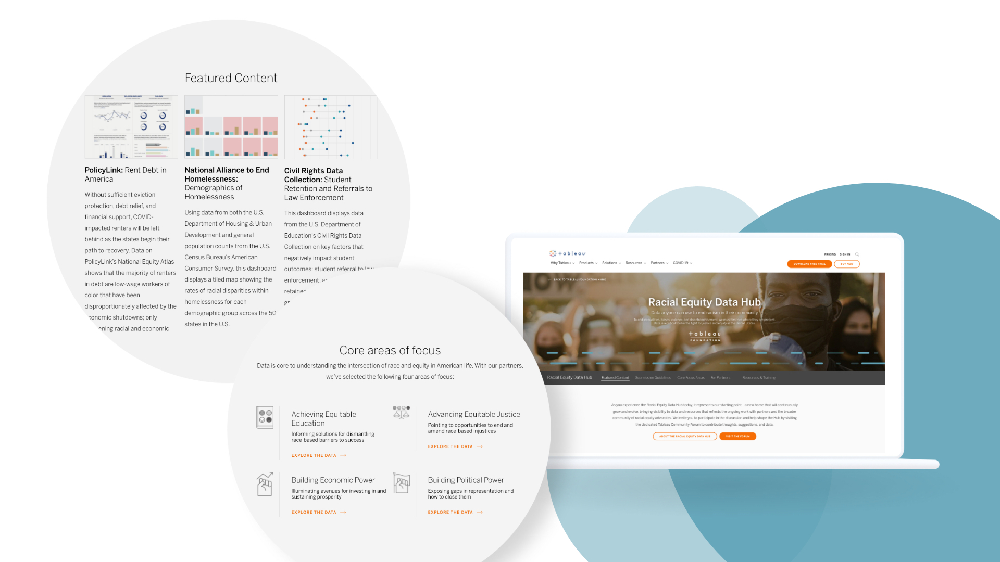 Featured Content
PolicyLink: Rent Debt in
America
Without sufficient eviction
protection, debt relief, and
financial support, COVID-
impacted renters will be left
behind as the states begin their
path to recovery. Data on
PolicyLink's National Equity Atlas
shows that the majority of renters
in debt are low-wage workers of
color that have been
disproportionately affected by the
economic shutdowns; only
racial and economic
National Alliance to End
Homelessness:
Demographics of
Homelessness
Using data from both the U.S.
Department of Housing & Urban
Development and general
population counts from the U.S.
Census Bureau's American
Consumer Survey, this dashboard
displays a tiled map showing the
rates of racial disparities within
homelessness for each
demographic group across the 50
states in the U.S.
Civil Rights Data
Collection: Student
Retention and Referrals to
Law Enforcement
This dashboard displays data
from the U.S. Department of
Education's Civil Rights Data
Collection on key factors that
negatively impact student
outcomes: student referral to law
enforcement,
retained
Core areas of focus
Data is core to understanding the intersection of race and equity in American life. With our partners,
we've selected the following four areas of focus:
Achieving Equitable
Education
Informing solutions for dismantling
race-based barriers to success
EXPLORE THE DATA
Advancing Equitable Justice
Pointing to opportunities to end and
amend race-based injustices
EXPLORE THE DATA
Building Economic Power
Illuminating avenues for investing in and
sustaining prosperity
EXPLORE THE DATA
Building Political Power
Exposing gaps in representation and
how to close them
EXPLORE THE DATA
tableau
PRICING SIGN IN
Why Tableau Products Solutions Resources Partners COVID-19
DOWNLOAD FREE TRIAL BUY NOW
BACK TO TABLEAU FOUNDATION HOME
Racial Equity Data Hub
Data anyone can use to end racism in their community
To end inequalities, biases, violence, and disenfranchisement, we must first see where they are present.
Data is a critical tool in the fight for justice and equity in the United States.
tableau
FOUNDATION
Racial Equity Data Hub Featured Content Submission Guidelines Core Focus Areas For Partners Resources & Training
As you experience the Racial Equity Data Hub today, it represents our starting point—a new home that will continuously
grow and evolve, bringing visibility to data and resources that reflects the ongoing work with partners and the broader
community of racial equity advocates. We invite you to participate in the discussion and help shape the Hub by visiting
the dedicated Tableau Community Forum to contribute thoughts, suggestions, and data.
ABOUT THE RACIAL EQUITY DATA HUB VISIT THE FORUM